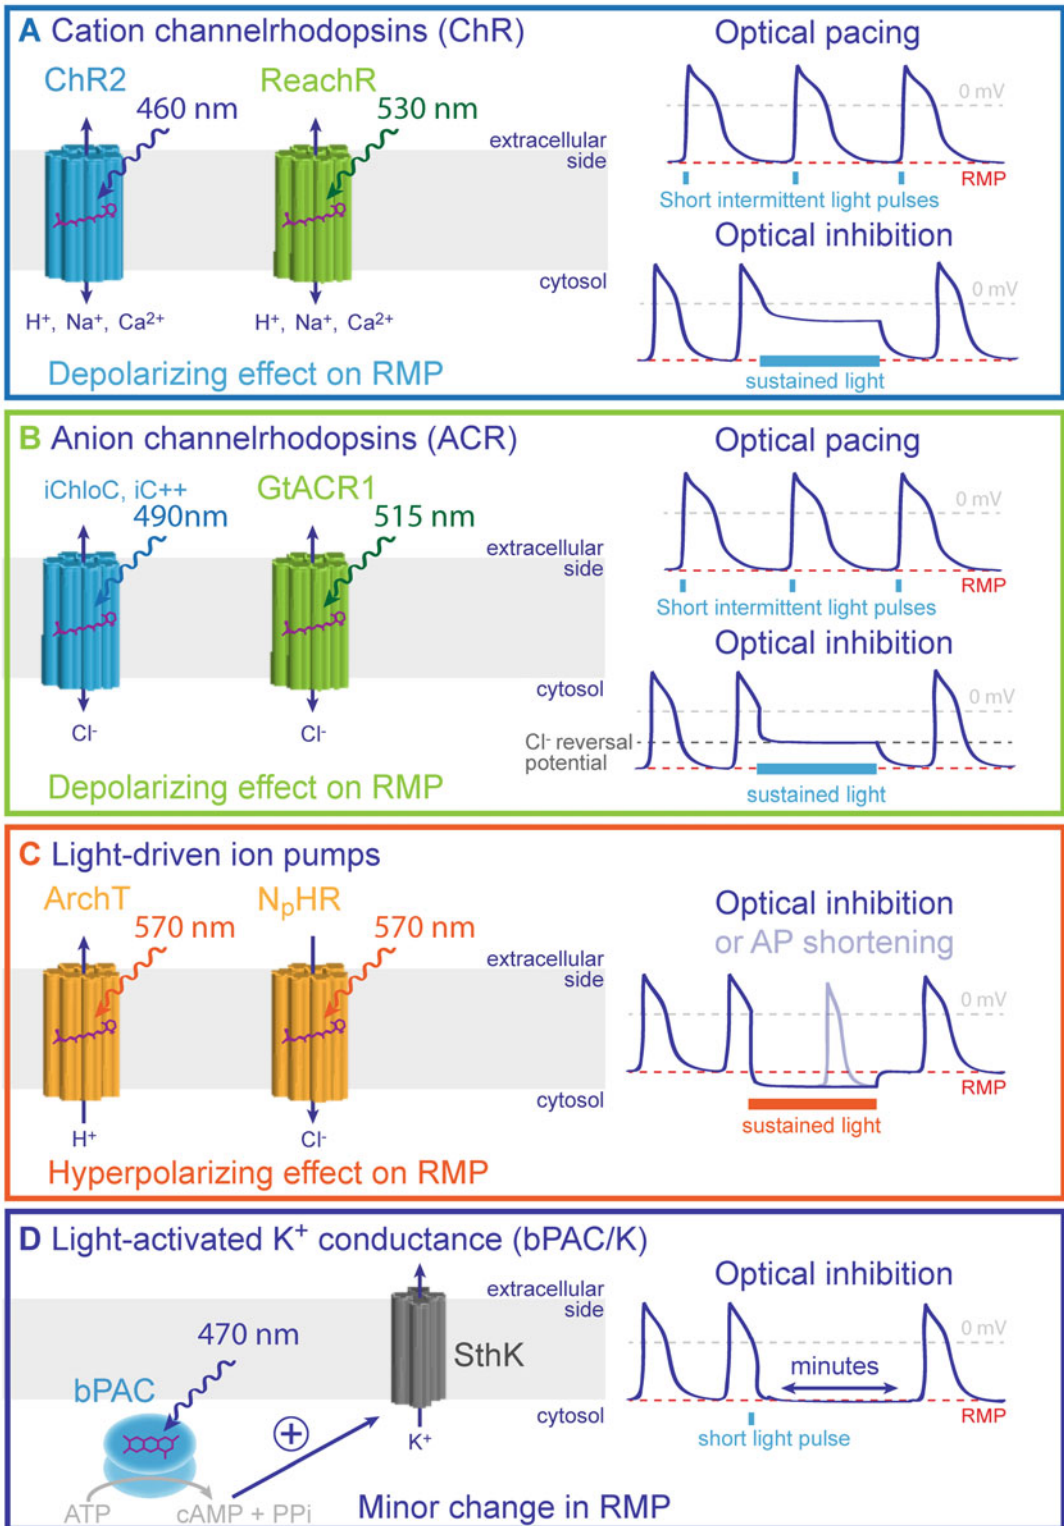 A Cation channelrhodopsins (ChR)
ChR2
ReachR
460 nm
530 nm
extracellular
side
cytosol
H⁺, Na⁺, Ca²⁺
H⁺, Na⁺, Ca²⁺
Depolarizing effect on RMP
Optical pacing
0 mV
RMP
Short intermittent light pulses
Optical inhibition
0 mV
sustained light
B Anion channelrhodopsins (ACR)
iChloC, iC++
GtACR1
490nm
515 nm
extracellular
side
cytosol
Cl⁻
Cl⁻
Depolarizing effect on RMP
Optical pacing
0 mV
RMP
Short intermittent light pulses
Optical inhibition
0 mV
Cl⁻ reversal
potential
sustained light
C Light-driven ion pumps
ArchT
NpHR
570 nm
570 nm
extracellular
side
cytosol
H⁺
Cl⁻
Hyperpolarizing effect on RMP
Optical inhibition
or AP shortening
0 mV
RMP
sustained light
D Light-activated K⁺ conductance (bPAC/K)
extracellular
side
470 nm
SthK
bPAC
cytosol
+
K⁺
ATP
cAMP + PPi
Minor change in RMP
Optical inhibition
0 mV
minutes
RMP
short light pulse